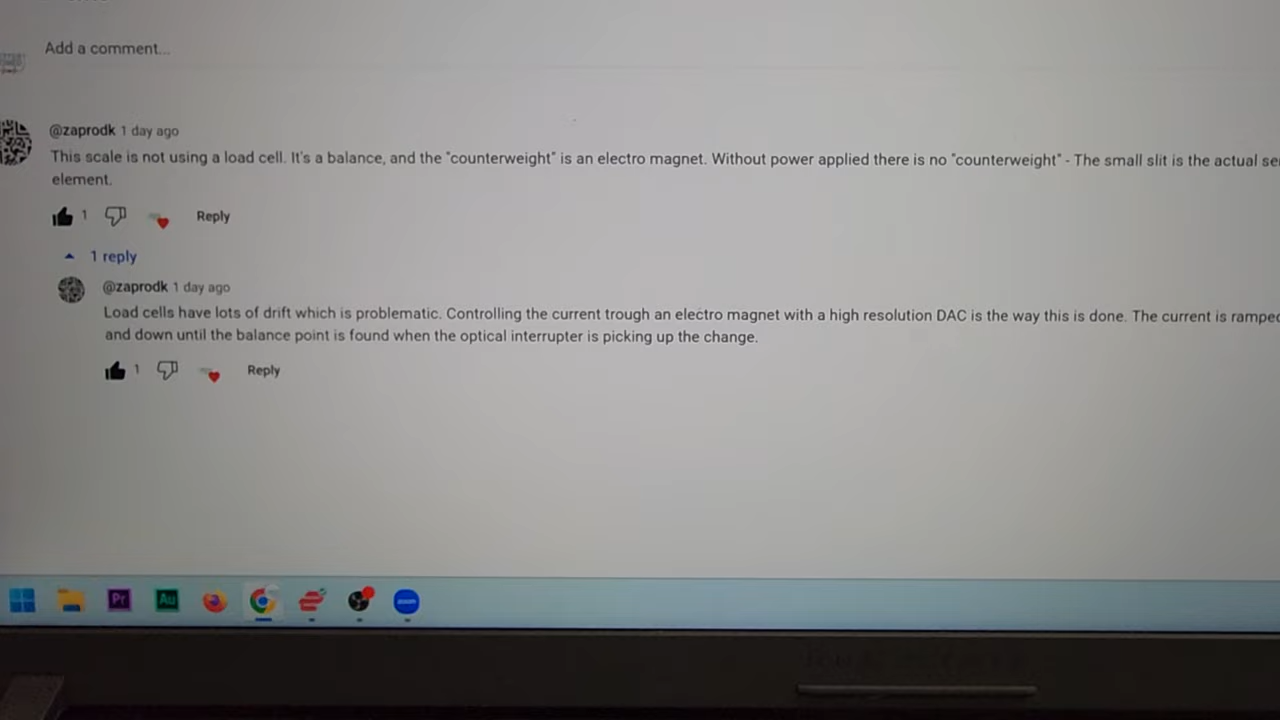 Add a comment...
@zaprodk 1 day ago
This scale is not using a load cell. It's a balance, and the "counterweight" is an electro magnet. Without power applied there is no "counterweight" - The small slit is the actual
element.
1 Reply
1 reply
@zaprodk 1 day ago
Load cells have lots of drift which is problematic. Controlling the current trough an electro magnet with a high resolution DAC is the way this is done. The current is ramped
and down until the balance point is found when the optical interrupter is picking up the change.
1 Reply
Pr Au zoom